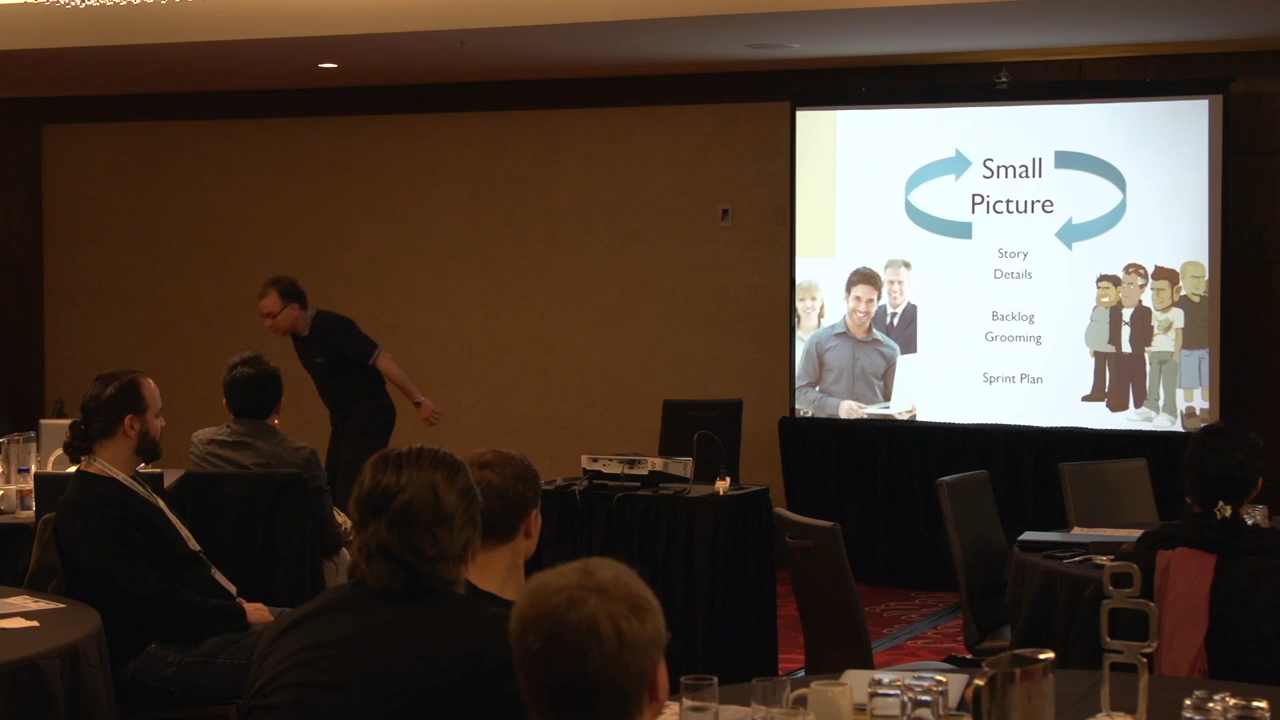 Small
Picture
Story
Details
Backlog
Grooming
Sprint Plan